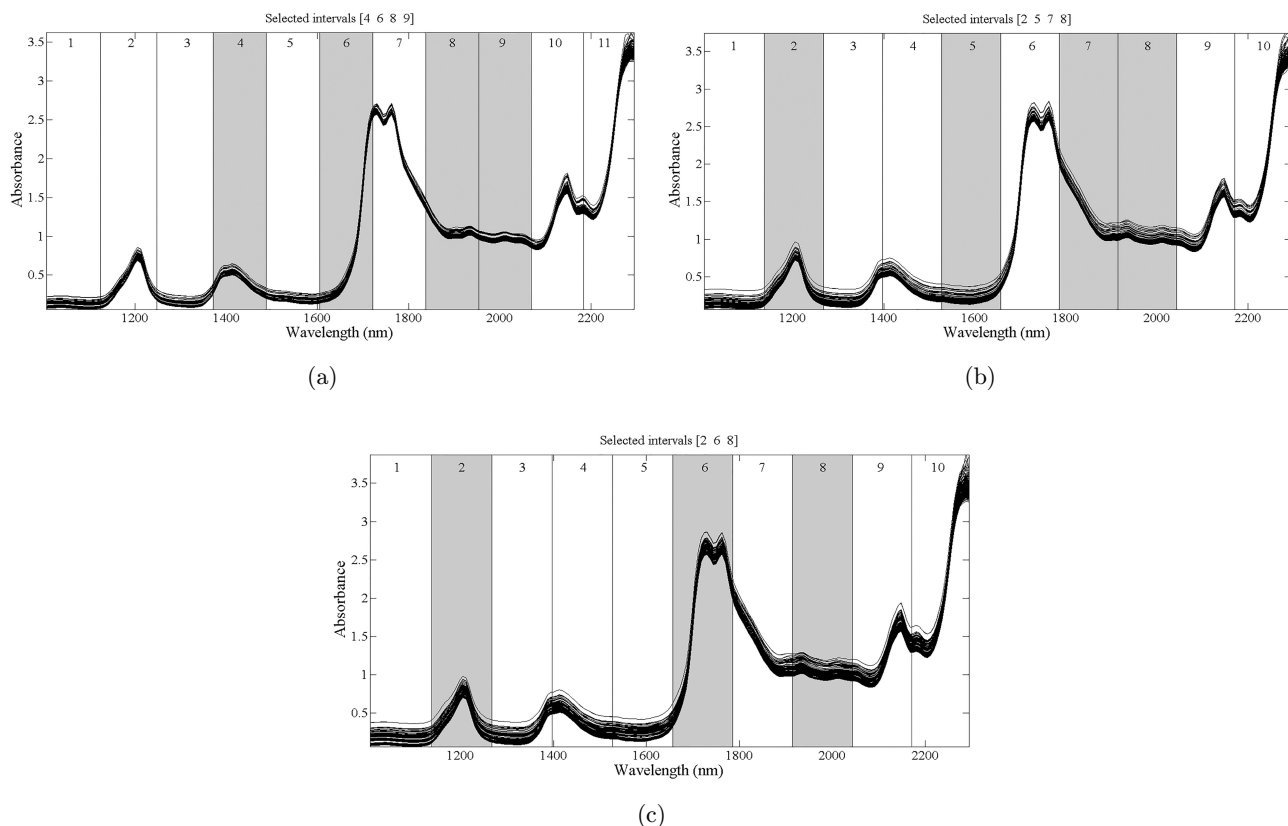 Selected intervals [4 6 8 9]
1 2 3 4 5 6 7 8 9 10 11
3.5
3
2.5
2
1.5
1
0.5
Absorbance
1200 1400 1600 1800 2000 2200
Wavelength (nm)
(a)
Selected intervals [2 5 7 8]
1 2 3 4 5 6 7 8 9 10
3.5
3
2.5
2
1.5
1
0.5
Absorbance
1200 1400 1600 1800 2000 2200
Wavelength (nm)
(b)
Selected intervals [2 6 8]
1 2 3 4 5 6 7 8 9 10
3.5
3
2.5
2
1.5
1
0.5
Absorbance
1200 1400 1600 1800 2000 2200
Wavelength (nm)
(c)